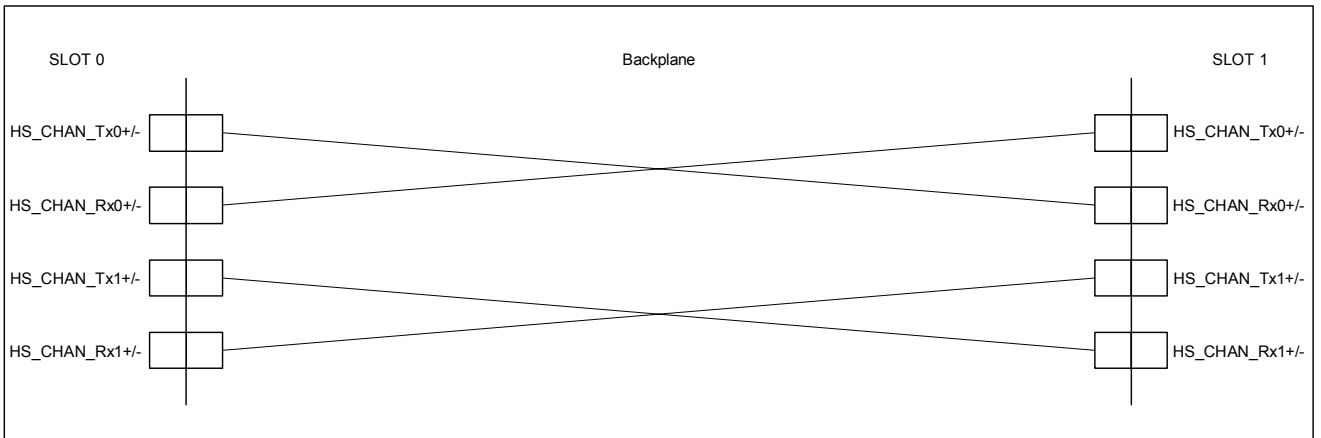 SLOT 0
Backplane
SLOT 1
HS_CHAN_Tx0+/-
HS_CHAN_Tx0+/-
HS_CHAN_Rx0+/-
HS_CHAN_Rx0+/-
HS_CHAN_Tx1+/-
HS_CHAN_Tx1+/-
HS_CHAN_Rx1+/-
HS_CHAN_Rx1+/-